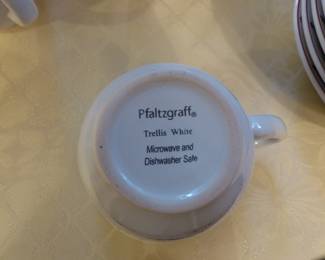 Pfaltzgraff®
Trellis White
Microwave and
Dishwasher Safe